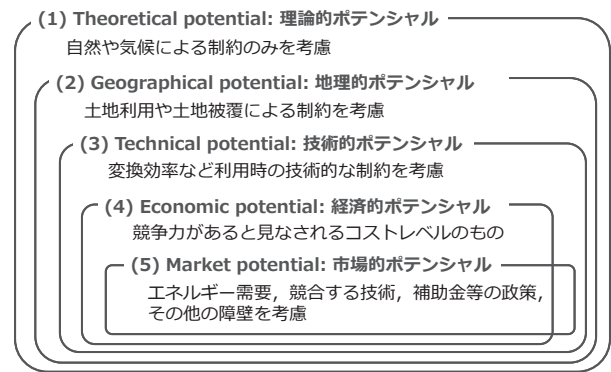 (1) Theoretical potential: 理論的ポテンシャル
自然や気候による制約のみを考慮
(2) Geographical potential: 地理的ポテンシャル
土地利用や土地被覆による制約を考慮
(3) Technical potential: 技術的ポテンシャル
変換効率など利用時の技術的な制約を考慮
(4) Economic potential: 経済的ポテンシャル
競争力があると見なされるコストレベルのもの
(5) Market potential: 市場的ポテンシャル
エネルギー需要，競合する技術，補助金等の政策，
その他の障壁を考慮